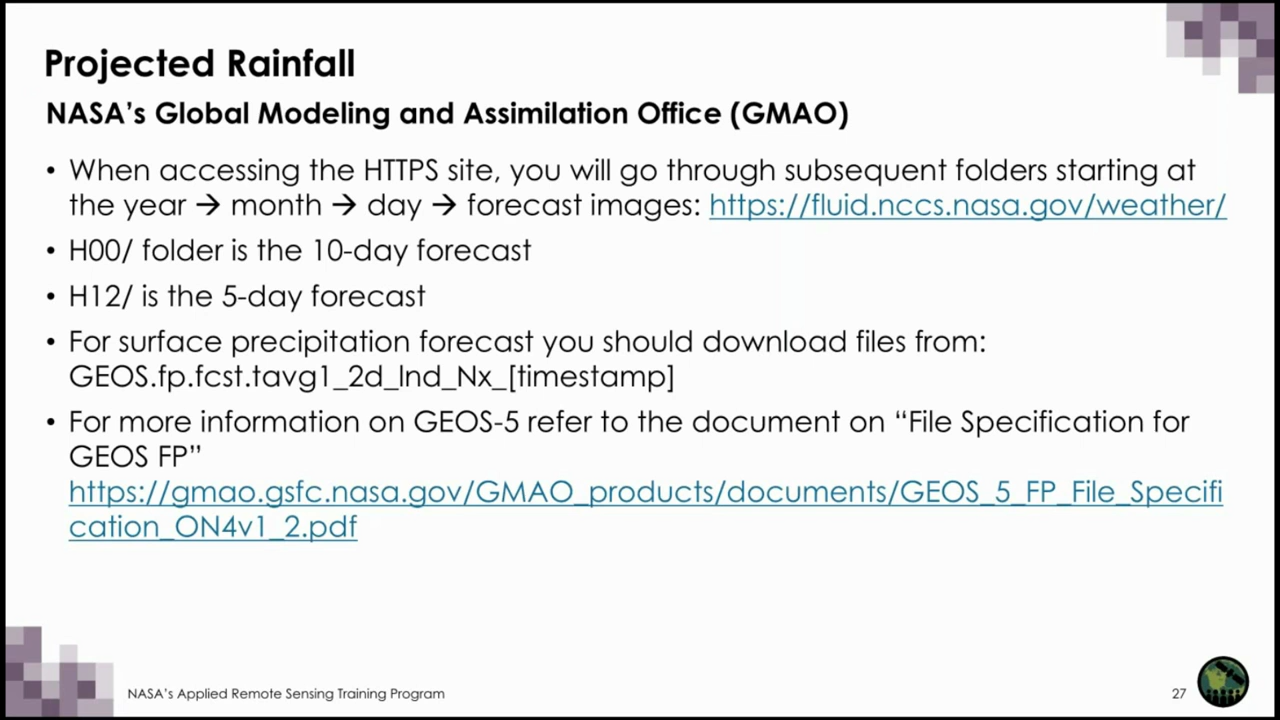 Projected Rainfall
NASA’s Global Modeling and Assimilation Office (GMAO)
• When accessing the HTTPS site, you will go through subsequent folders starting at
the year → month → day → forecast images: https://fluid.nccs.nasa.gov/weather/
• H00/ folder is the 10-day forecast
• H12/ is the 5-day forecast
• For surface precipitation forecast you should download files from:
GEOS.fp.fcst.tavg1_2d_lnd_Nx_[timestamp]
• For more information on GEOS-5 refer to the document on “File Specification for
GEOS FP”
https://gmao.gsfc.nasa.gov/GMAO_products/documents/GEOS_5_FP_File_Specifi
cation_ON4v1_2.pdf
NASA’s Applied Remote Sensing Training Program
27